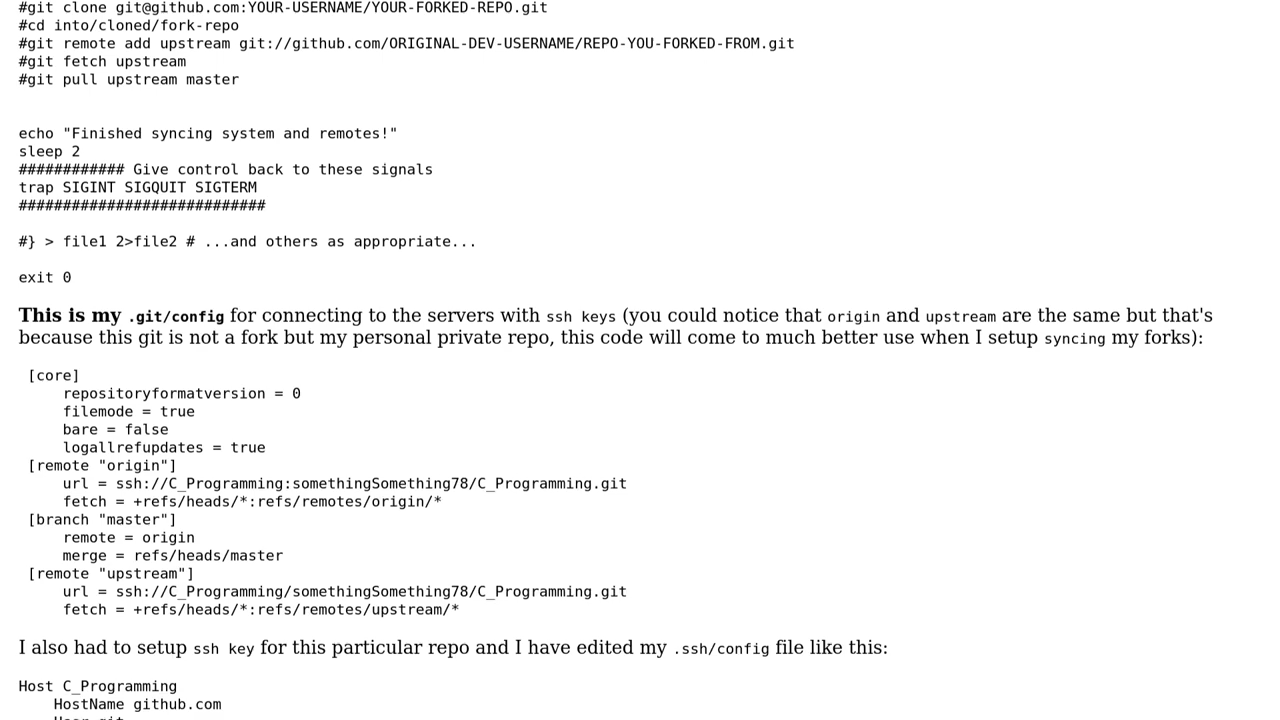 #git clone git@github.com:YOUR-USERNAME/YOUR-FORKED-REPO.git
#cd into/cloned/fork-repo
#git remote add upstream git://github.com/ORIGINAL-DEV-USERNAME/REPO-YOU-FORKED-FROM.git
#git fetch upstream
#git pull upstream master
echo "Finished syncing system and remotes!"
sleep 2
############ Give control back to these signals
trap SIGINT SIGQUIT SIGTERM
############################
#} > file1 2>file2 # ...and others as appropriate...
exit 0
This is my .git/config for connecting to the servers with ssh keys (you could notice that origin and upstream are the same but that's
because this git is not a fork but my personal private repo, this code will come to much better use when I setup syncing my forks):
[core]
    repositoryformatversion = 0
    filemode = true
    bare = false
    logallrefupdates = true
[remote "origin"]
    url = ssh://C_Programming:somethingSomething78/C_Programming.git
    fetch = +refs/heads/*:refs/remotes/origin/*
[branch "master"]
    remote = origin
    merge = refs/heads/master
[remote "upstream"]
    url = ssh://C_Programming/somethingSomething78/C_Programming.git
    fetch = +refs/heads/*:refs/remotes/upstream/*
I also had to setup ssh key for this particular repo and I have edited my .ssh/config file like this:
Host C_Programming
    HostName github.com